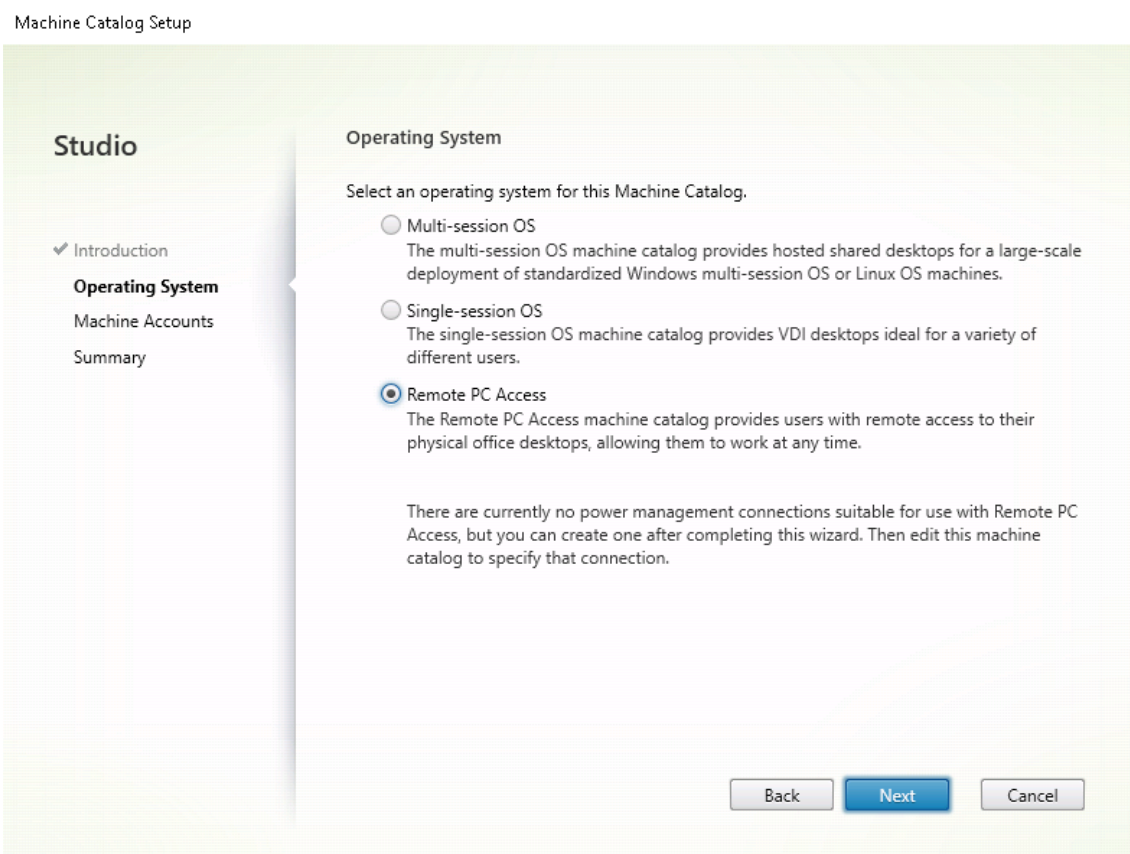 Machine Catalog Setup
Studio
Introduction
Operating System
Machine Accounts
Summary
Operating System
Select an operating system for this Machine Catalog.
Multi-session OS
The multi-session OS machine catalog provides hosted shared desktops for a large-scale
deployment of standardized Windows multi-session OS or Linux OS machines.
Single-session OS
The single-session OS machine catalog provides VDI desktops ideal for a variety of
different users.
Remote PC Access
The Remote PC Access machine catalog provides users with remote access to their
physical office desktops, allowing them to work at any time.
There are currently no power management connections suitable for use with Remote PC
Access, but you can create one after completing this wizard. Then edit this machine
catalog to specify that connection.
Back
Next
Cancel